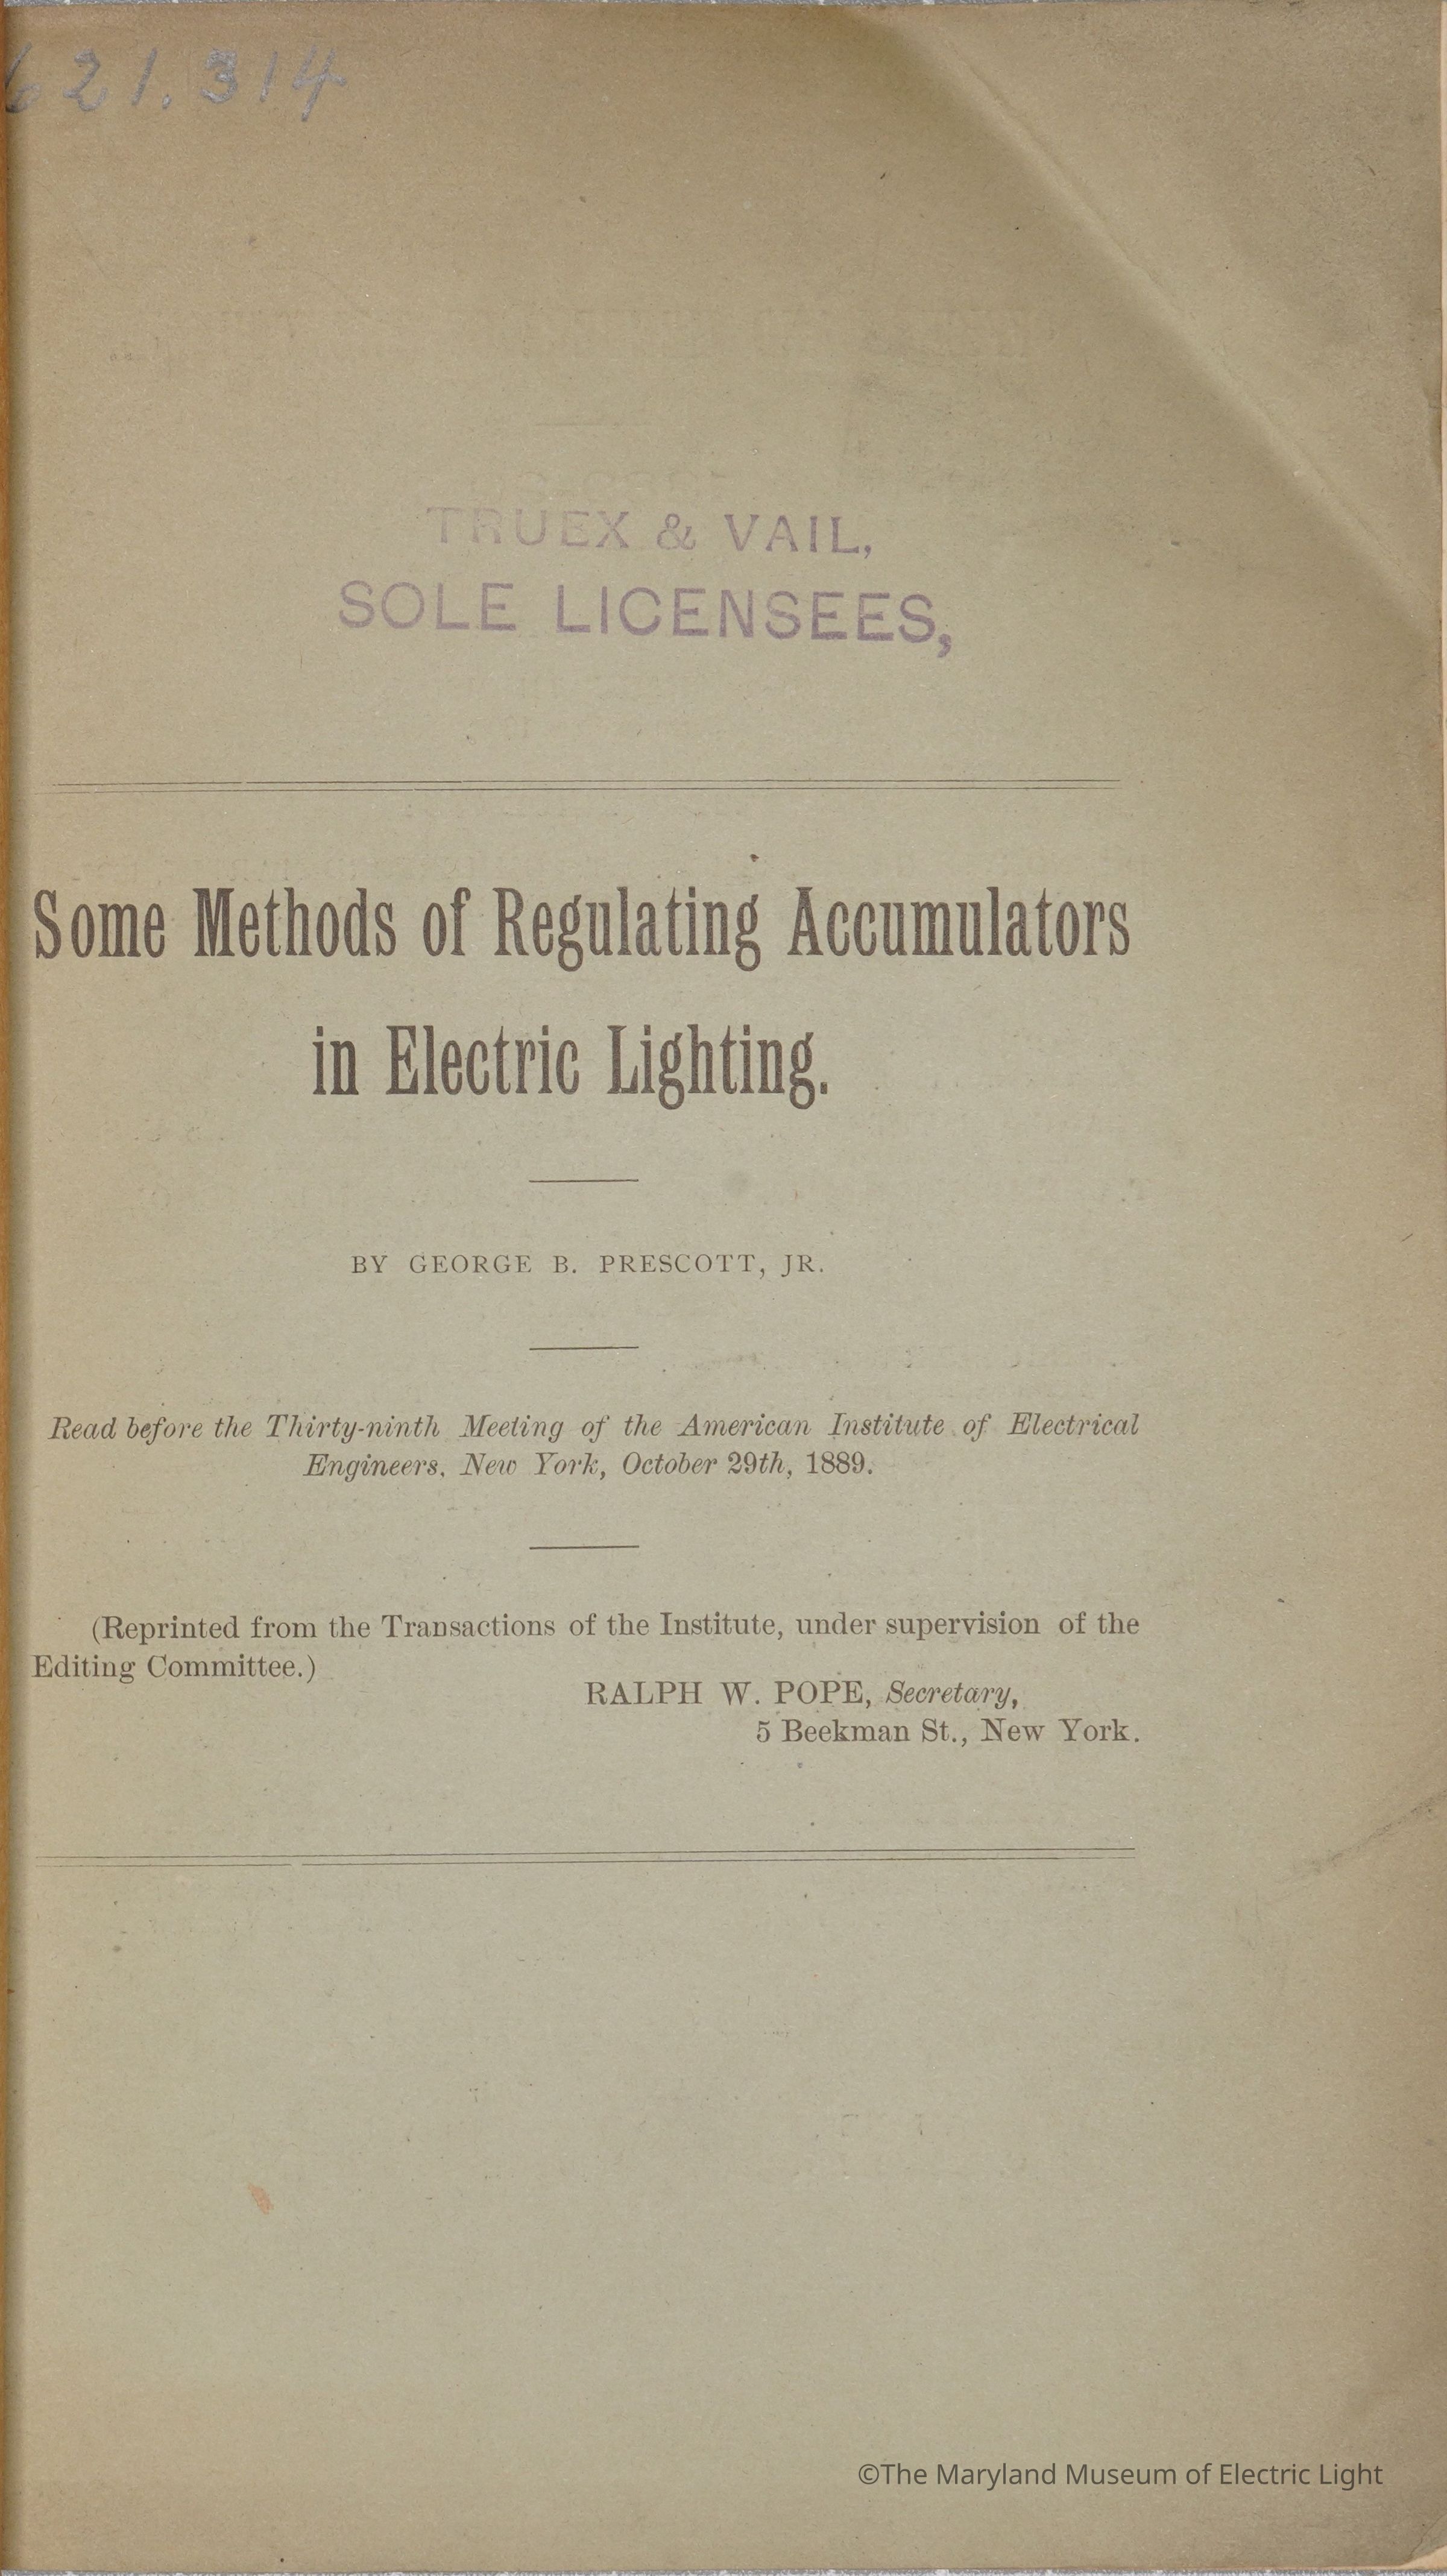 621.314
TRUEX & VAIL,
SOLE LICENSEES,
Some Methods of Regulating Accumulators
in Electric Lighting.
BY GEORGE B. PRESCOTT, JR.
Read before the Thirty-ninth Meeting of the American Institute of Electrical
Engineers, New York, October 29th, 1889.
(Reprinted from the Transactions of the Institute, under supervision of the
Editing Committee.)
RALPH W. POPE, Secretary,
5 Beekman St., New York.
©The Maryland Museum of Electric Light